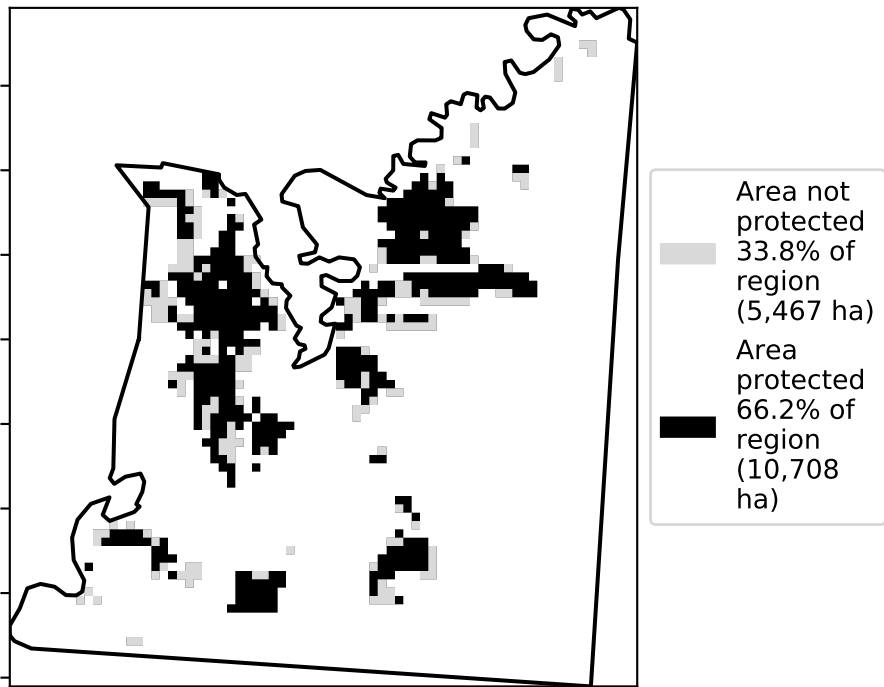 Area not
protected
33.8% of
region
(5,467 ha)
Area
protected
66.2% of
region
(10,708
ha)